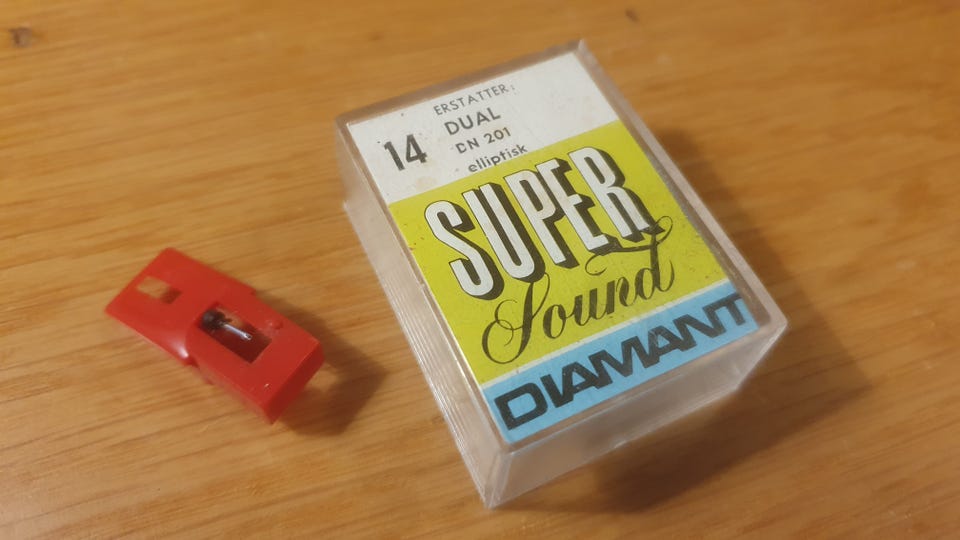 ERSTATTER:
14
DUAL
DN 201
elliptisk
SUPER
Sound
DIAMANT